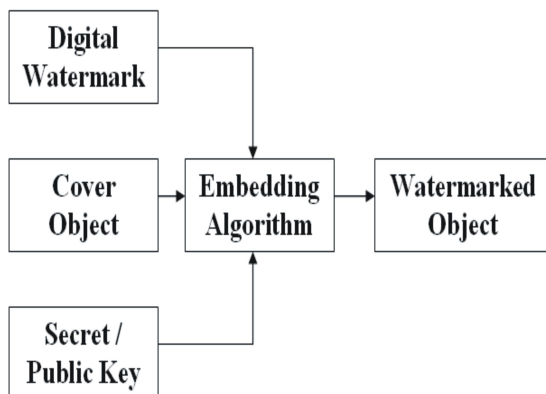 Digital
Watermark
Cover
Object
Embedding
Algorithm
Watermarked
Object
Secret /
Public Key